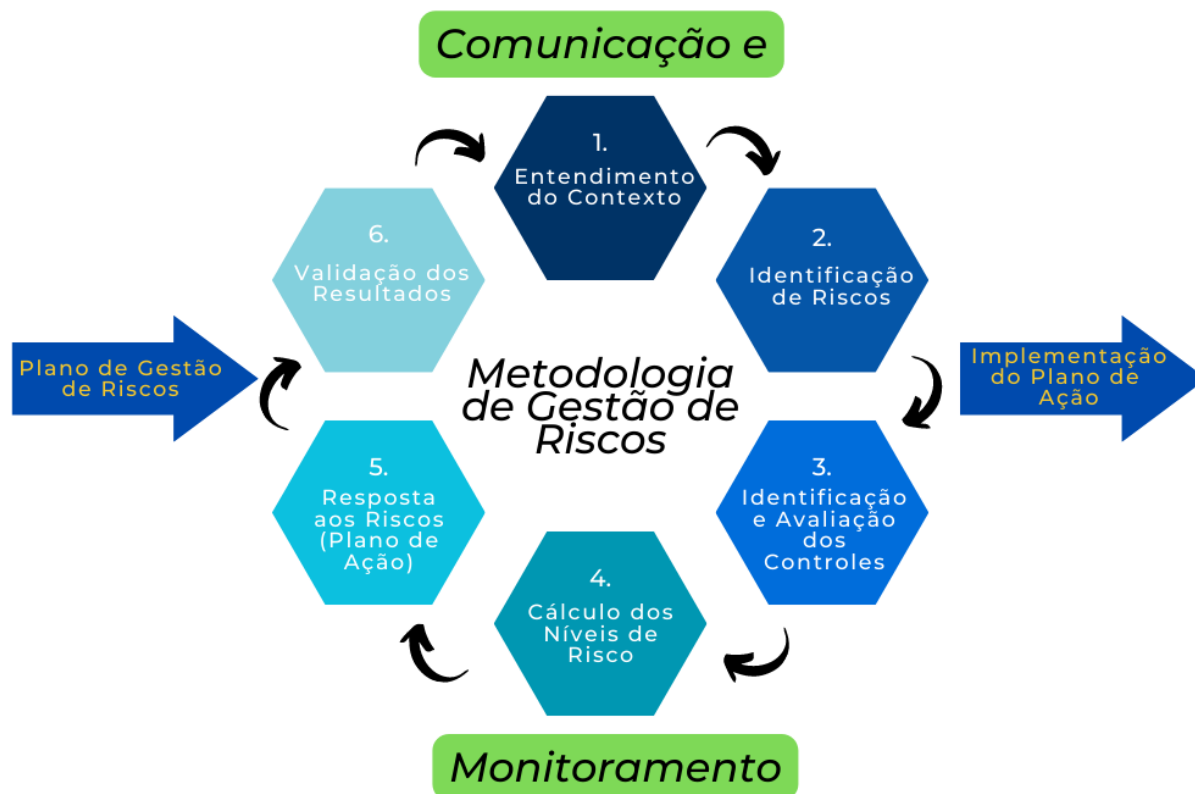 Comunicação e
1.
Entendimento
do Contexto
2.
Identificação
de Riscos
3.
Identificação
e Avaliação
dos
Controles
4.
Cálculo dos
Níveis de
Risco
5.
Resposta
aos Riscos
(Plano de
Ação)
6.
Validação dos
Resultados
Plano de Gestão
de Riscos
Metodologia
de Gestão de
Riscos
Implementação
do Plano de
Ação
Monitoramento